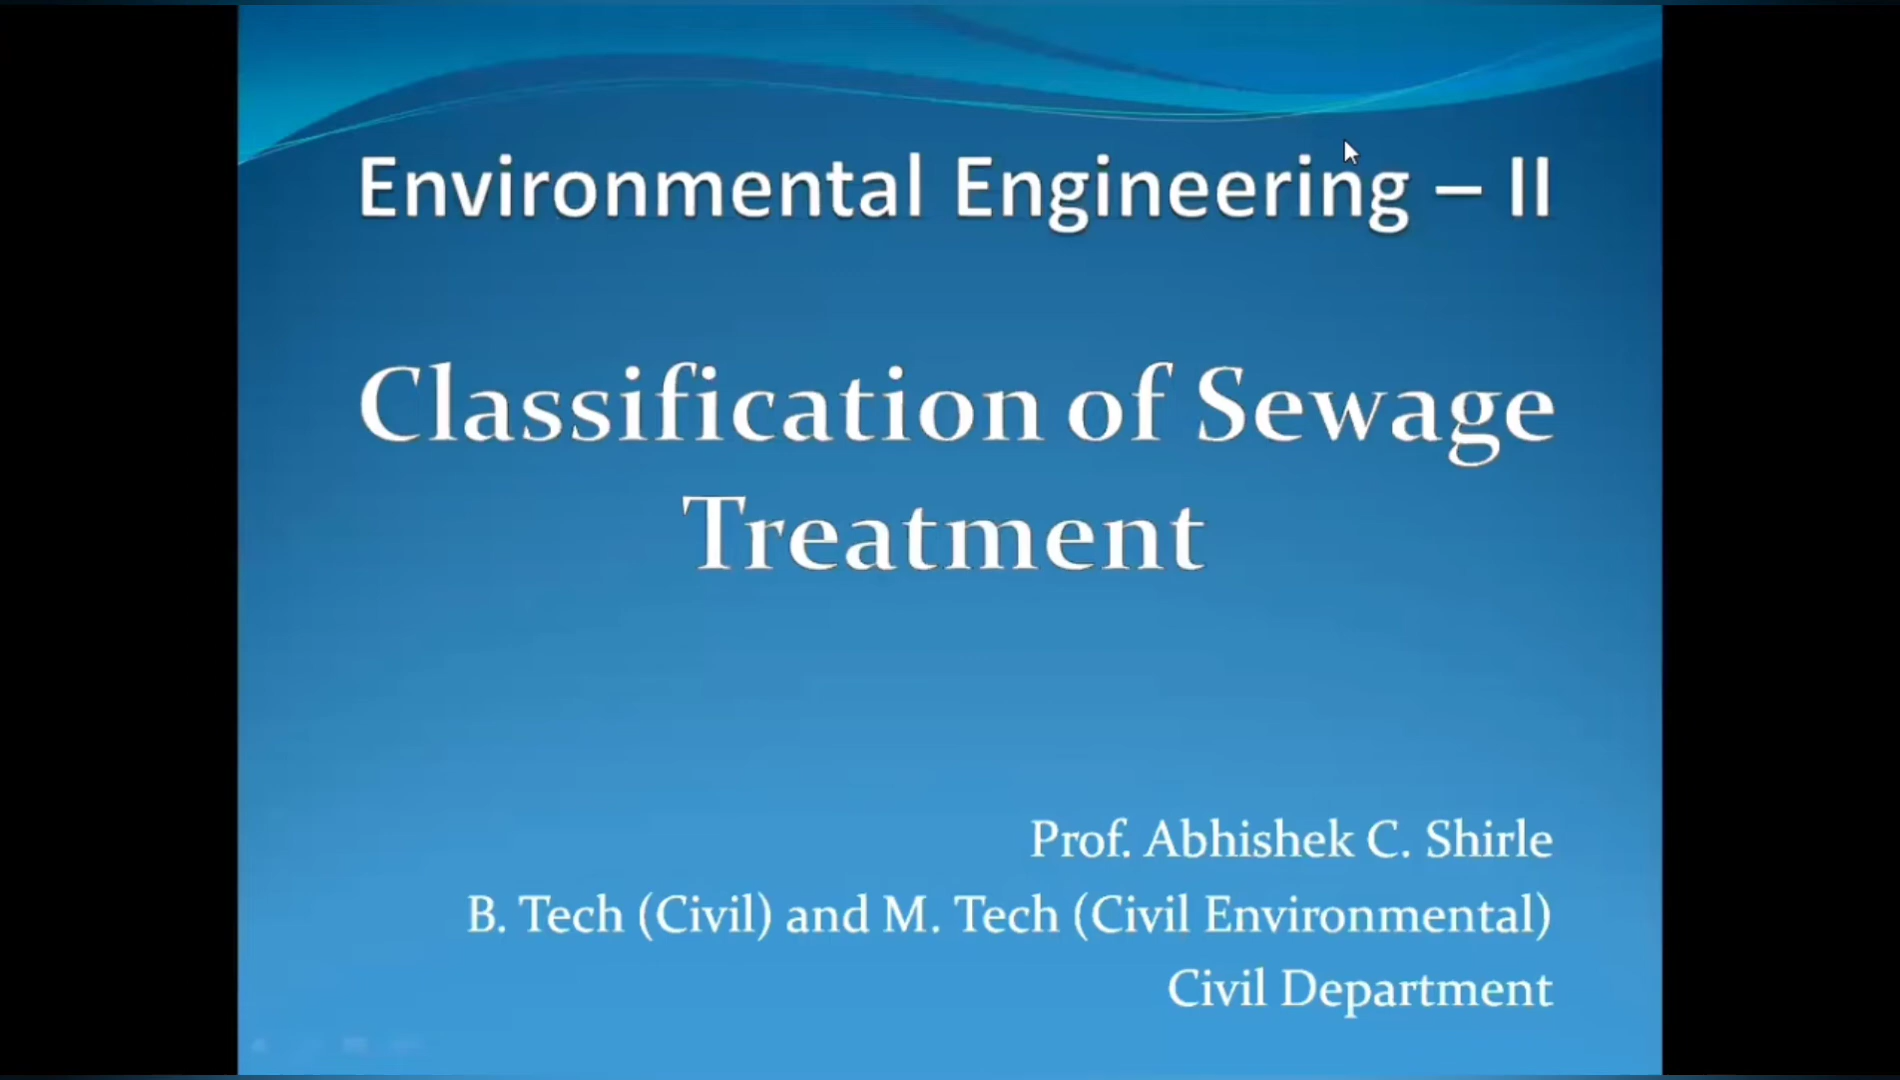 Environmental Engineering – II
Classification of Sewage
Treatment
Prof. Abhishek C. Shirle
B. Tech (Civil) and M. Tech (Civil Environmental)
Civil Department